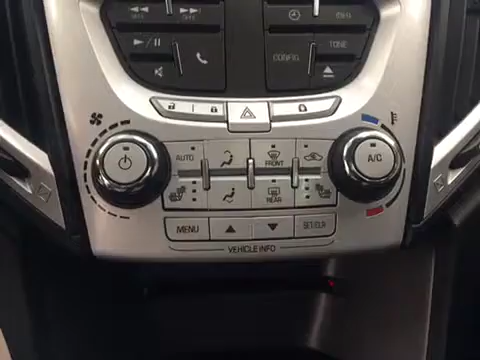 CONFIG
TONE
AUTO
FRONT
A/C
REAR
MENU
SET/CLR
VEHICLE INFO